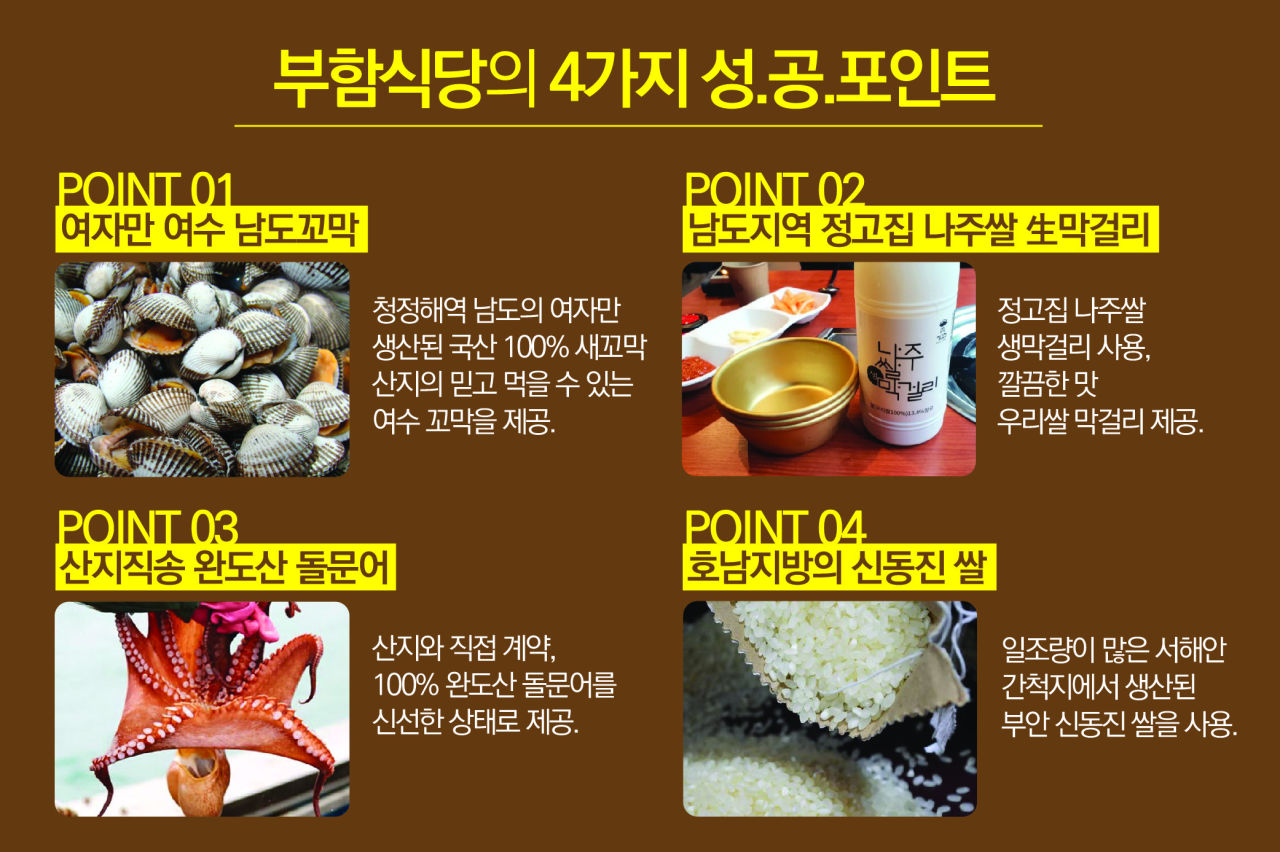 부함식당의 4가지 성.공.포인트
POINT 01
여자만 여수 남도꼬막
청정해역 남도의 여자만
생산된 국산 100% 새꼬막
산지의 믿고 먹을 수 있는
여수 꼬막을 제공.
POINT 02
남도지역 정고집 나주쌀 生막걸리
나주
쌀
막걸리
정고집 나주쌀
생막걸리 사용,
깔끔한 맛
우리쌀 막걸리 제공.
POINT 03
산지직송 완도산 돌문어
산지와 직접 계약,
100% 완도산 돌문어를
신선한 상태로 제공.
POINT 04
호남지방의 신동진 쌀
일조량이 많은 서해안
간척지에서 생산된
부안 신동진 쌀을 사용.